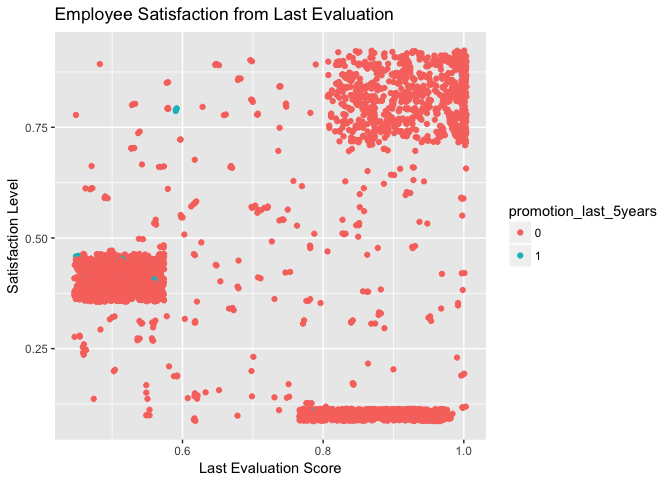 Employee Satisfaction from Last Evaluation
Satisfaction Level
0.75
0.50
0.25
0.6
0.8
1.0
Last Evaluation Score
promotion_last_5years
0
1